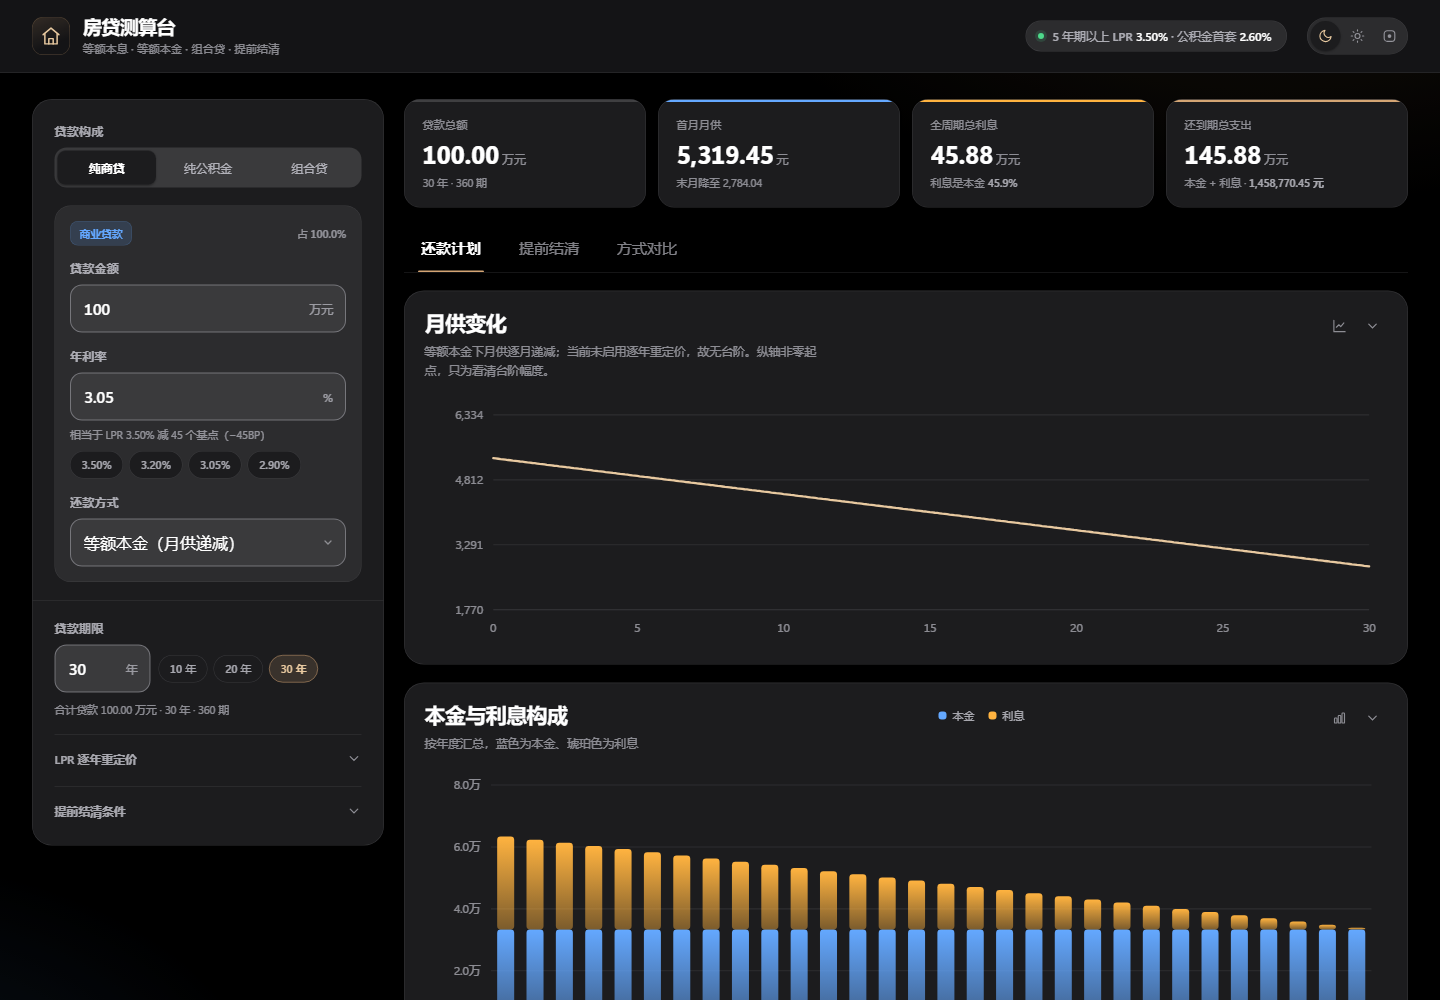 房贷测算台
等额本息 · 等额本金 · 组合贷 · 提前结清
5 年期以上 LPR 3.50% · 公积金首套 2.60%
贷款构成
纯商贷
纯公积金
组合贷
商业贷款
占 100.0%
贷款金额
100
万元
年利率
3.05
%
相当于 LPR 3.50% 减 45 个基点（−45BP）
3.50%
3.20%
3.05%
2.90%
还款方式
等额本金（月供递减）
贷款期限
30
年
10 年
20 年
30 年
合计贷款 100.00 万元 · 30 年 · 360 期
LPR 逐年重定价
提前结清条件
贷款总额
100.00 万元
30 年 · 360 期
首月月供
5,319.45 元
末月降至 2,784.04
全周期总利息
45.88 万元
利息是本金 45.9%
还到期总支出
145.88 万元
本金 + 利息 · 1,458,770.45 元
还款计划
提前结清
方式对比
月供变化
等额本金下月供逐月递减；当前未启用逐年重定价，故无台阶。纵轴非零起
点，只为看清台阶幅度。
6,334
4,812
3,291
1,770
0
5
10
15
20
25
30
本金与利息构成
按年度汇总，蓝色为本金、琥珀色为利息
本金
利息
8.0万
6.0万
4.0万
2.0万